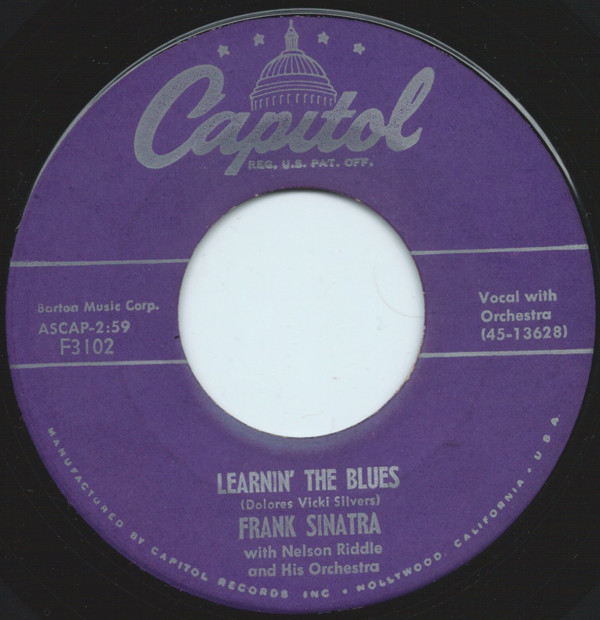 Capitol
REG. U.S. PAT. OFF.
Barton Music Corp.
ASCAP-2:59
F3102
Vocal with
Orchestra
(45-13628)
LEARNIN' THE BLUES
(Dolores Vicki Silvers)
FRANK SINATRA
with Nelson Riddle
and His Orchestra
MANUFACTURED BY CAPITOL RECORDS INC • HOLLYWOOD, CALIFORNIA • U.S.A.